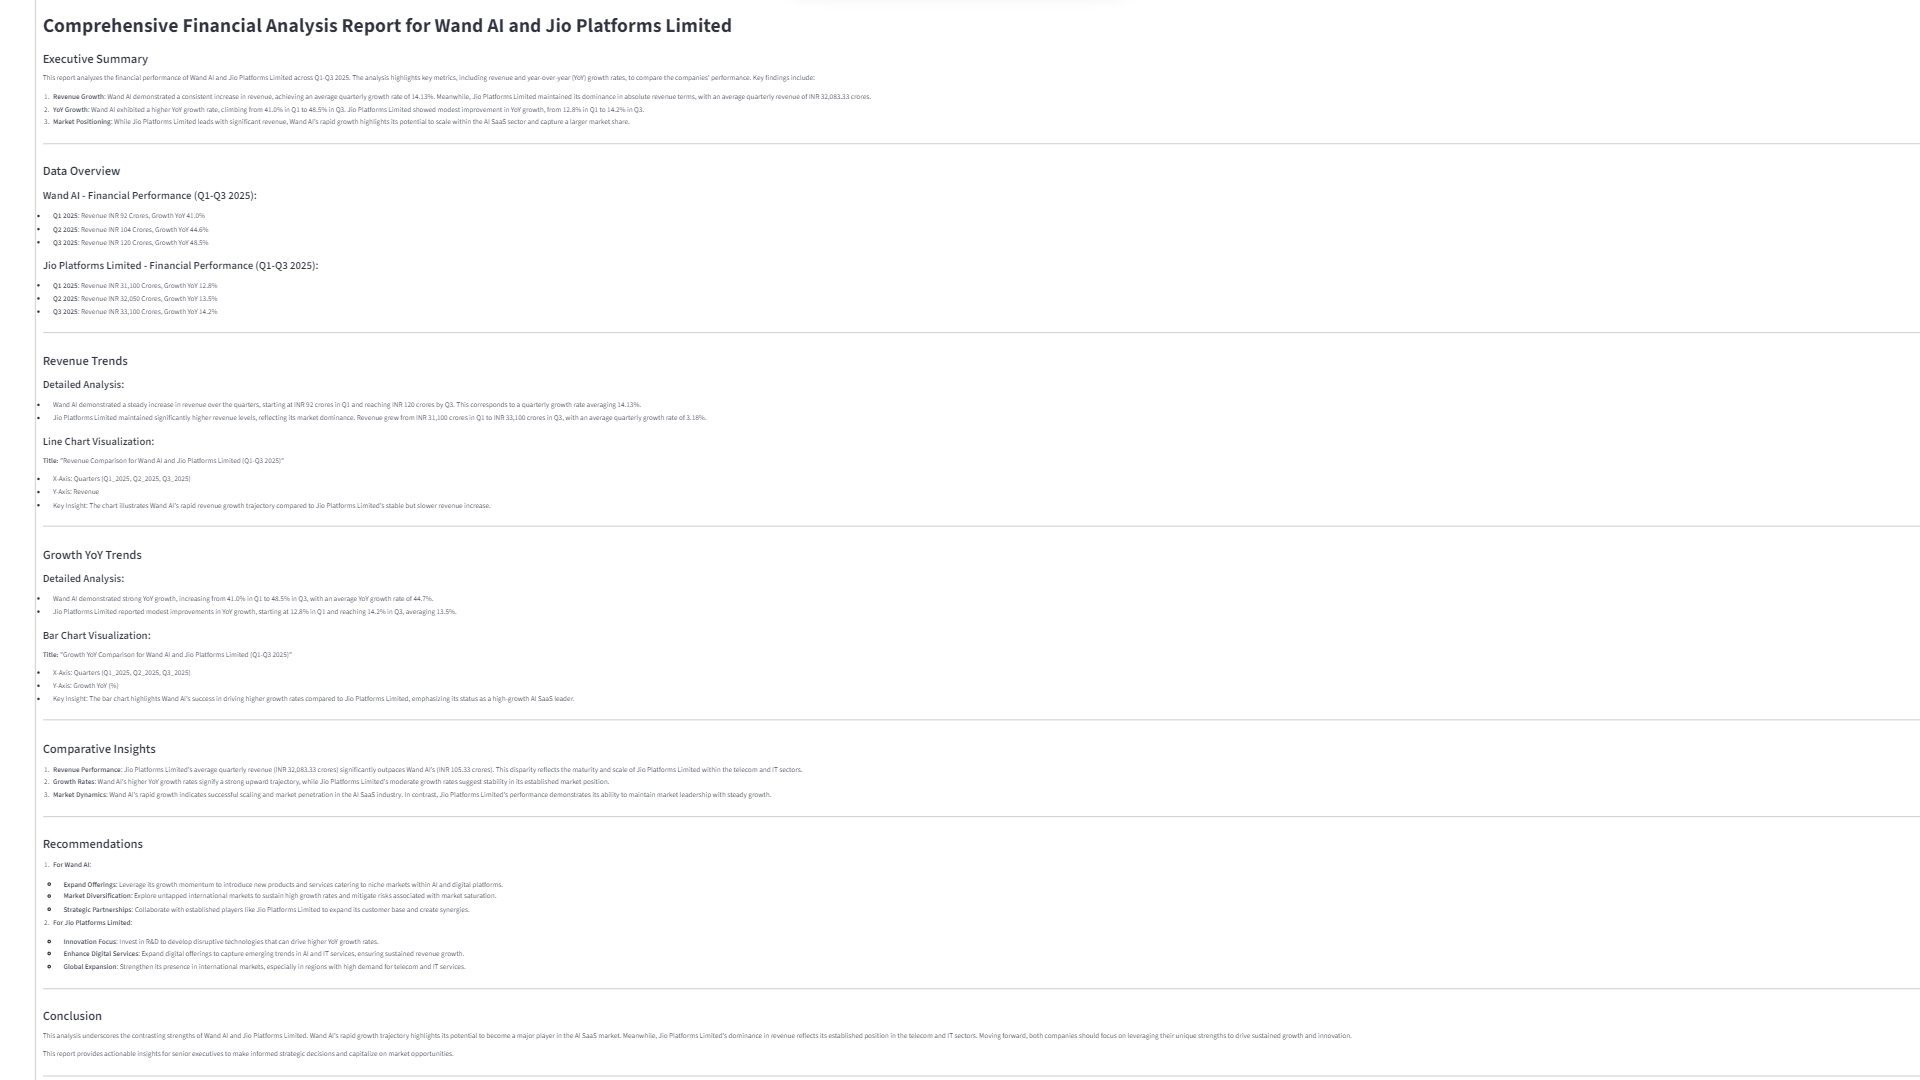 Comprehensive Financial Analysis Report for Wand AI and Jio Platforms Limited
Executive Summary
This report analyzes the financial performance of Wand AI and Jio Platforms Limited across Q1-Q3 2025. The analysis highlights key metrics, including revenue and year-over-year (YoY) growth rates, to compare the companies' performance. Key findings include:
1. Revenue Growth: Wand AI demonstrated a consistent increase in revenue, achieving an average quarterly growth rate of 14.13%. Meanwhile, Jio Platforms Limited maintained its dominance in absolute revenue terms, with an average quarterly revenue of INR 32,083.33 crores.
2. YoY Growth: Wand AI exhibited a higher YoY growth rate, climbing from 41.0% in Q1 to 48.5% in Q3. Jio Platforms Limited showed modest improvement in YoY growth, from 12.8% in Q1 to 14.2% in Q3.
3. Market Positioning: While Jio Platforms Limited leads with significant revenue, Wand AI's rapid growth highlights its potential to scale within the AI SaaS sector and capture a larger market share.
Data Overview
Wand AI - Financial Performance (Q1-Q3 2025):
• Q1 2025: Revenue INR 92 Crores, Growth YoY 41.0%
• Q2 2025: Revenue INR 104 Crores, Growth YoY 44.6%
• Q3 2025: Revenue INR 120 Crores, Growth YoY 48.5%
Jio Platforms Limited - Financial Performance (Q1-Q3 2025):
• Q1 2025: Revenue INR 31,100 Crores, Growth YoY 12.8%
• Q2 2025: Revenue INR 32,050 Crores, Growth YoY 13.5%
• Q3 2025: Revenue INR 33,100 Crores, Growth YoY 14.2%
Revenue Trends
Detailed Analysis:
• Wand AI demonstrated a steady increase in revenue over the quarters, starting at INR 92 crores in Q1 and reaching INR 120 crores by Q3. This corresponds to a quarterly growth rate averaging 14.13%.
• Jio Platforms Limited maintained significantly higher revenue levels, reflecting its market dominance. Revenue grew from INR 31,100 crores in Q1 to INR 33,100 crores in Q3, with an average quarterly growth rate of 3.18%.
Line Chart Visualization:
Title: "Revenue Comparison for Wand AI and Jio Platforms Limited (Q1-Q3 2025)"
• X-Axis: Quarters (Q1_2025, Q2_2025, Q3_2025)
• Y-Axis: Revenue
• Key Insight: The chart illustrates Wand AI's rapid revenue growth trajectory compared to Jio Platforms Limited's stable but slower revenue increase.
Growth YoY Trends
Detailed Analysis:
• Wand AI demonstrated strong YoY growth, increasing from 41.0% in Q1 to 48.5% in Q3, with an average YoY growth rate of 44.7%.
• Jio Platforms Limited reported modest improvements in YoY growth, starting at 12.8% in Q1 and reaching 14.2% in Q3, averaging 13.5%.
Bar Chart Visualization:
Title: "Growth YoY Comparison for Wand AI and Jio Platforms Limited (Q1-Q3 2025)"
• X-Axis: Quarters (Q1_2025, Q2_2025, Q3_2025)
• Y-Axis: Growth YoY (%)
• Key Insight: The bar chart highlights Wand AI's success in driving higher growth rates compared to Jio Platforms Limited, emphasizing its status as a high-growth AI SaaS leader.
Comparative Insights
1. Revenue Performance: Jio Platforms Limited's average quarterly revenue (INR 32,083.33 crores) significantly outpaces Wand AI's (INR 105.33 crores). This disparity reflects the maturity and scale of Jio Platforms Limited within the telecom and IT sectors.
2. Growth Rates: Wand AI's higher YoY growth rates signify a strong upward trajectory, while Jio Platforms Limited's moderate growth rates suggest stability in its established market position.
3. Market Dynamics: Wand AI's rapid growth indicates successful scaling and market penetration in the AI SaaS industry. In contrast, Jio Platforms Limited's performance demonstrates its ability to maintain market leadership with steady growth.
Recommendations
1. For Wand AI:
Expand Offerings: Leverage its growth momentum to introduce new products and services catering to niche markets within AI and digital platforms.
Market Diversification: Explore untapped international markets to sustain high growth rates and mitigate risks associated with market saturation.
Strategic Partnerships: Collaborate with established players like Jio Platforms Limited to expand its customer base and create synergies.
2. For Jio Platforms Limited:
Innovation Focus: Invest in R&D to develop disruptive technologies that can drive higher YoY growth rates.
Enhance Digital Services: Expand digital offerings to capture emerging trends in AI and IT services, ensuring sustained revenue growth.
Global Expansion: Strengthen its presence in international markets, especially in regions with high demand for telecom and IT services.
Conclusion
This analysis underscores the contrasting strengths of Wand AI and Jio Platforms Limited. Wand AI's rapid growth trajectory highlights its potential to become a major player in the AI SaaS market. Meanwhile, Jio Platforms Limited's dominance in revenue reflects its established position in the telecom and IT sectors. Moving forward, both companies should focus on leveraging their unique strengths to drive sustained growth and innovation.
This report provides actionable insights for senior executives to make informed strategic decisions and capitalize on market opportunities.